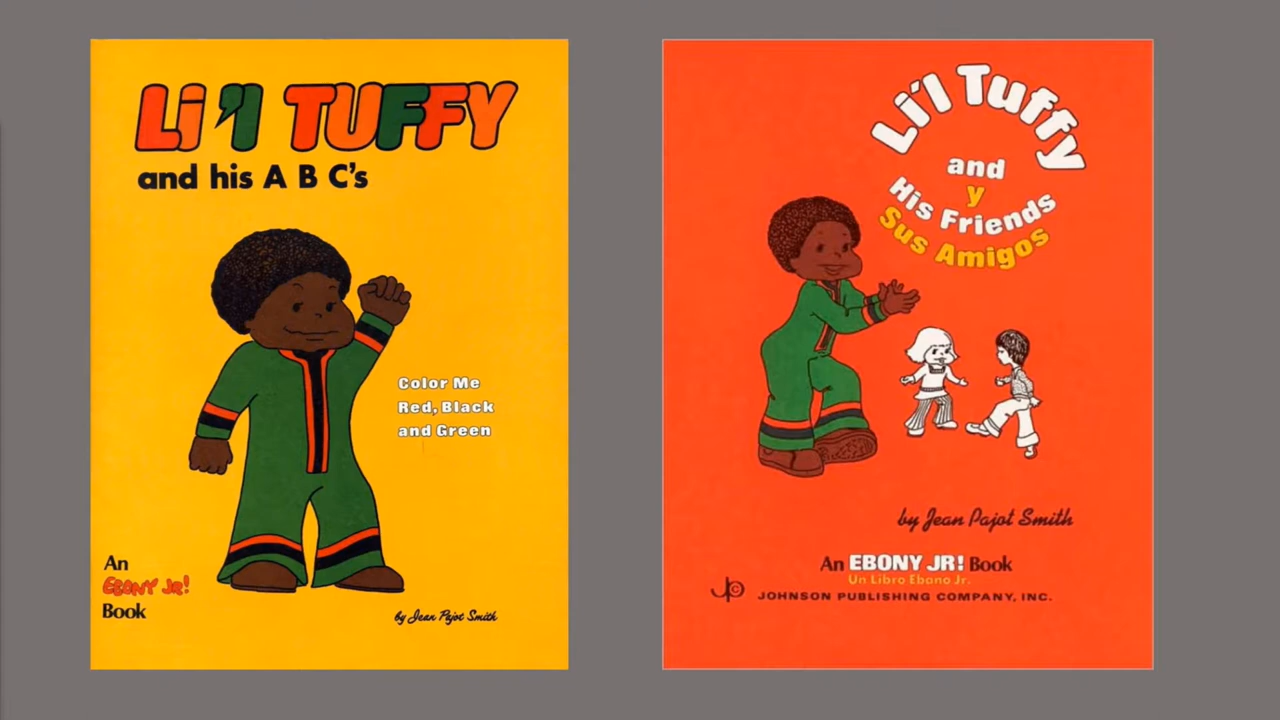 Li'l TUFFY
and his A B C's
Color Me
Red, Black
and Green
An
EBONY JR!
Book
by Jean Pajot Smith
Li'l Tuffy
and
y
His Friends
Sus Amigos
by Jean Pajot Smith
An EBONY JR! Book
Un Libro Ebano Jr.
JPC JOHNSON PUBLISHING COMPANY, INC.